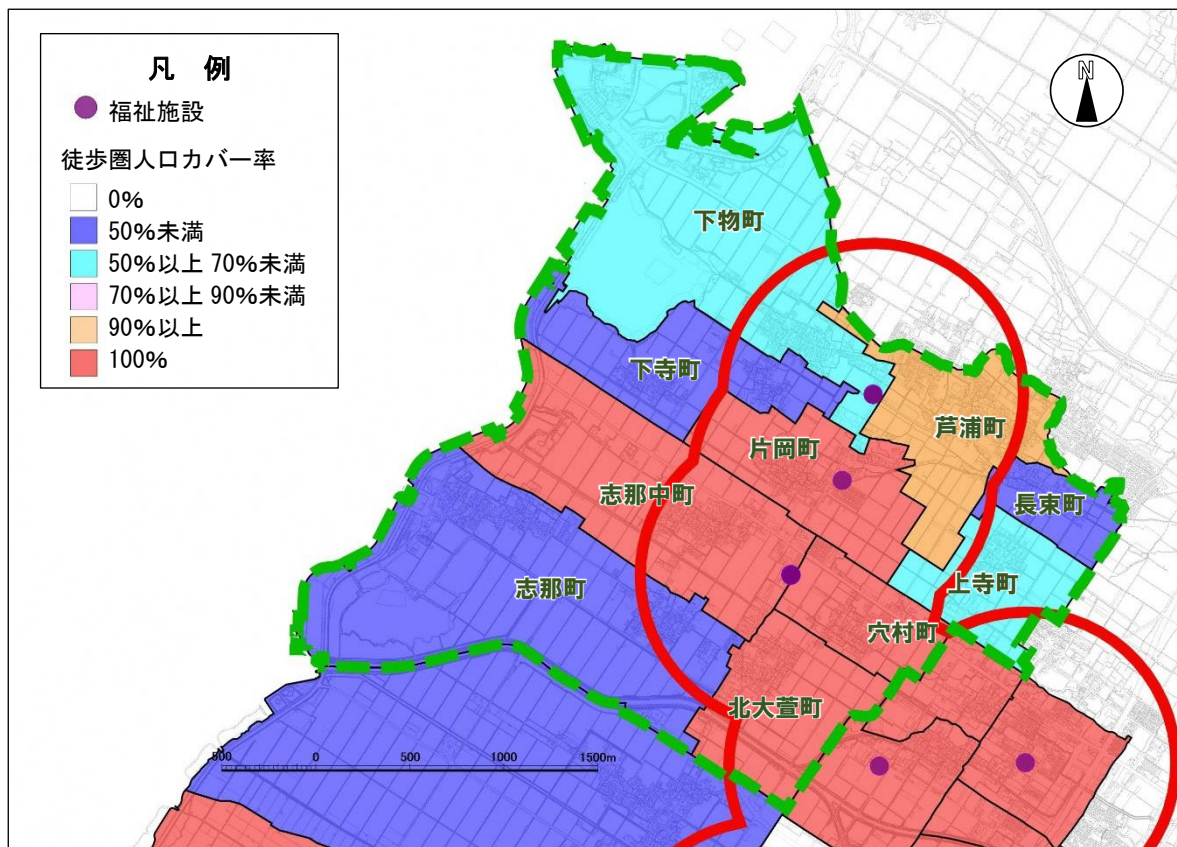 凡 例
福祉施設
徒歩圏人口カバー率
0%
50%未満
50%以上 70%未満
70%以上 90%未満
90%以上
100%
N
下物町
下寺町
芦浦町
片岡町
長束町
志那中町
上寺町
志那町
穴村町
北大萱町
500 0 500 1000 1500m